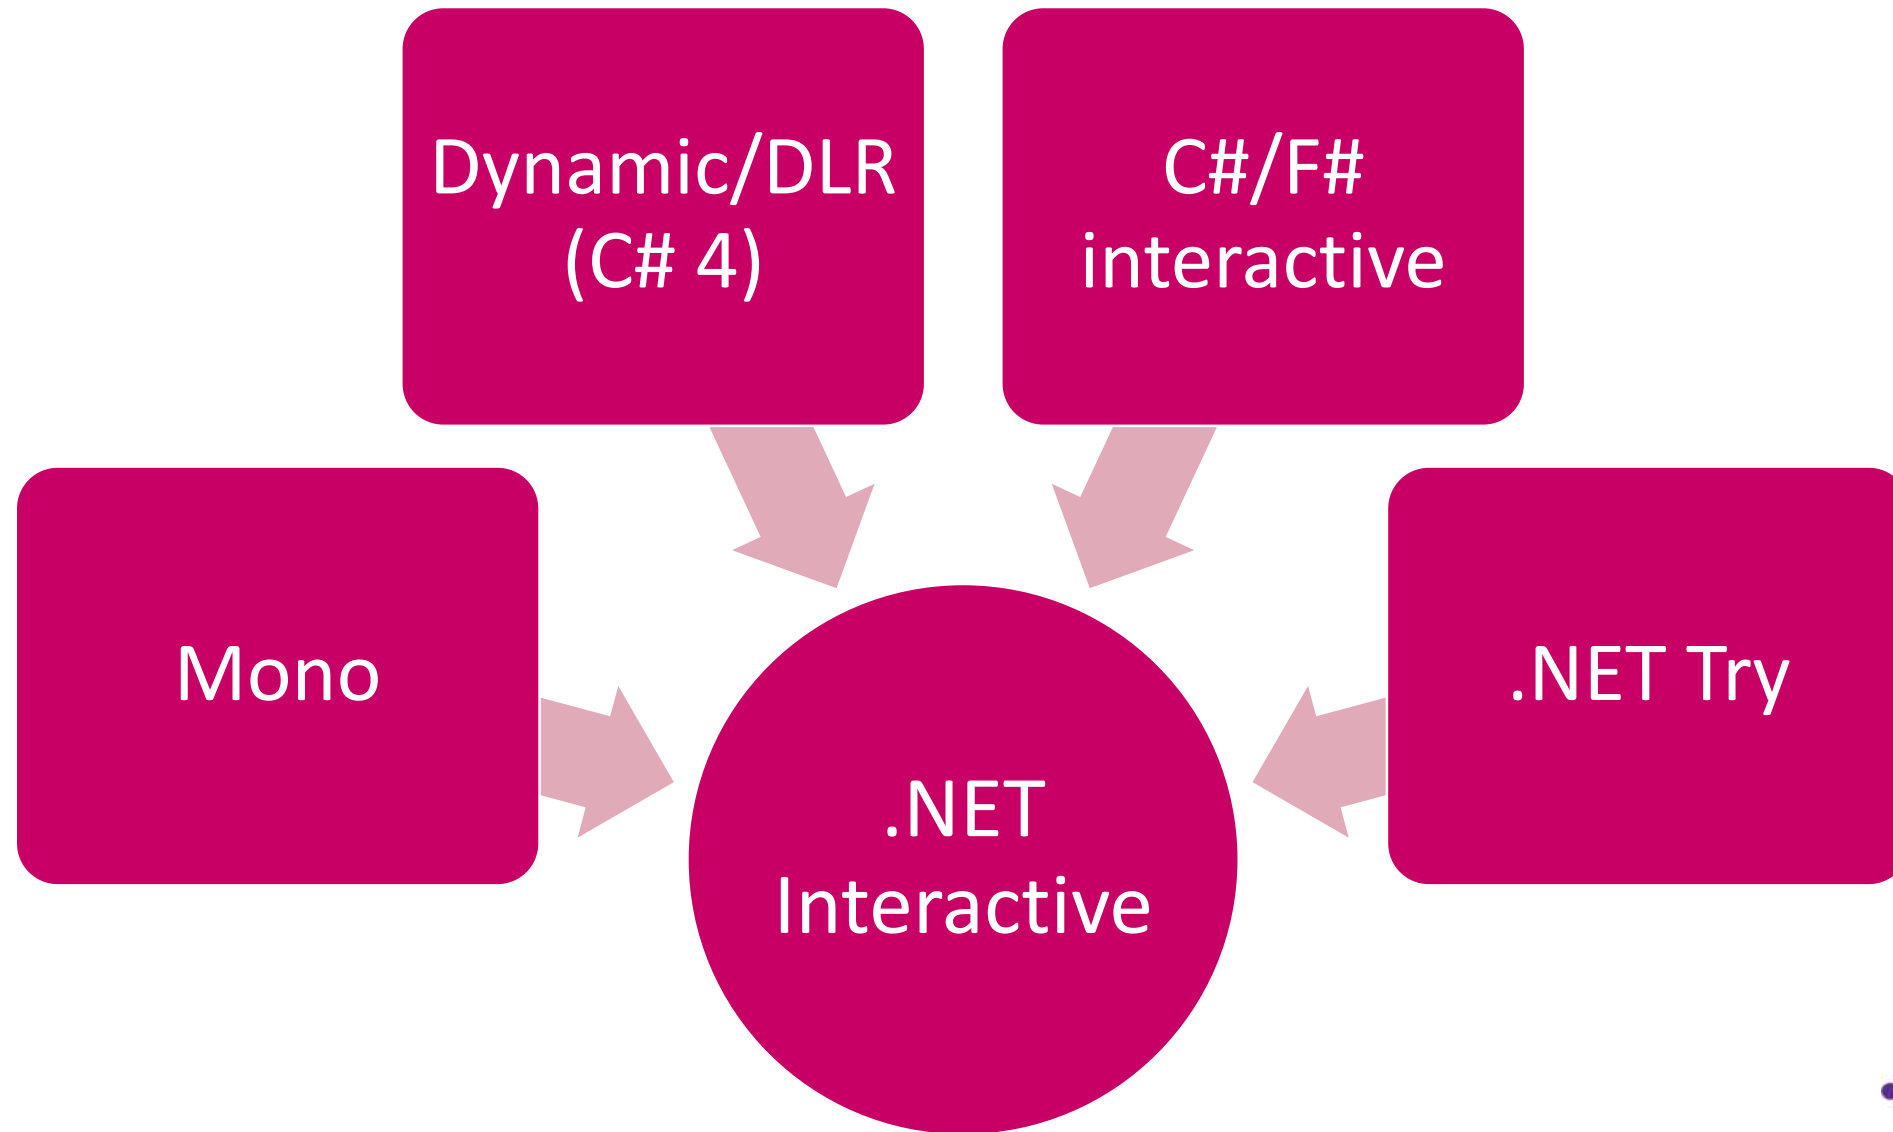 Dynamic/DLR
(C# 4)
C#/F#
interactive
Mono
.NET Try
.NET
Interactive